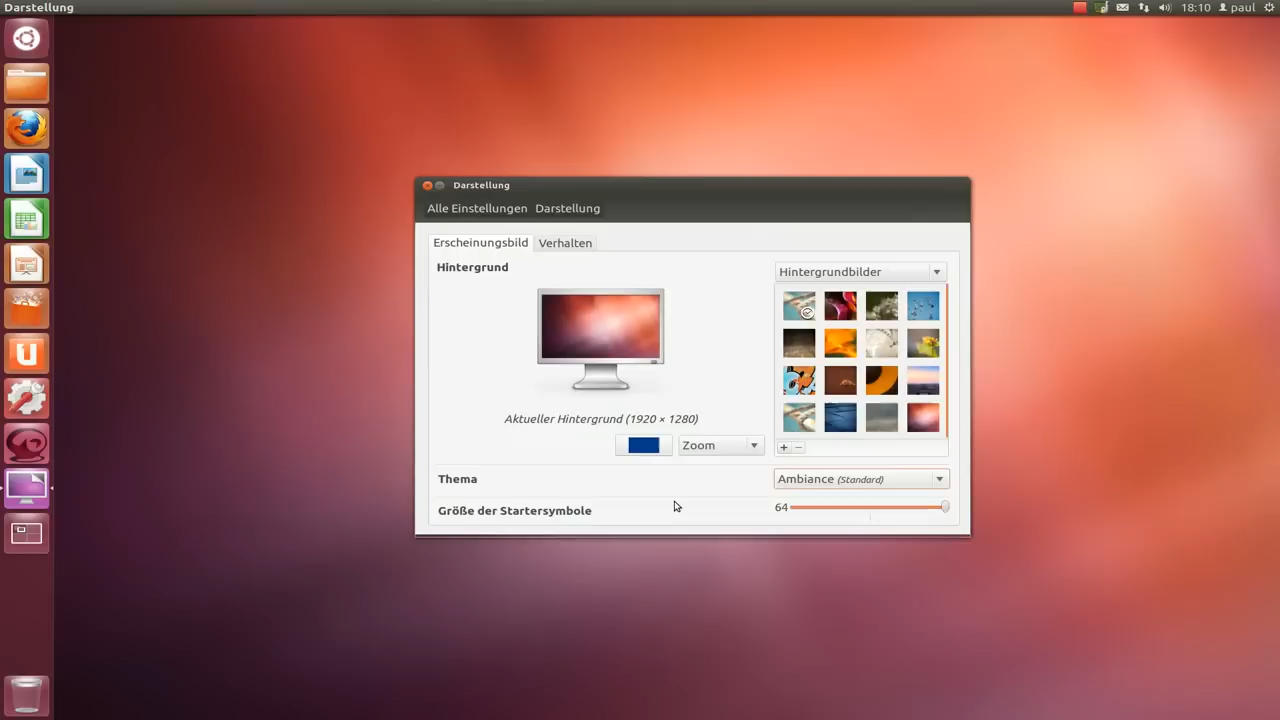 Darstellung
18:10 paul
Darstellung
Alle Einstellungen Darstellung
Erscheinungsbild Verhalten
Hintergrund
Hintergrundbilder
Aktueller Hintergrund (1920 × 1280)
Zoom
Thema
Ambiance (Standard)
Größe der Startersymbole
64